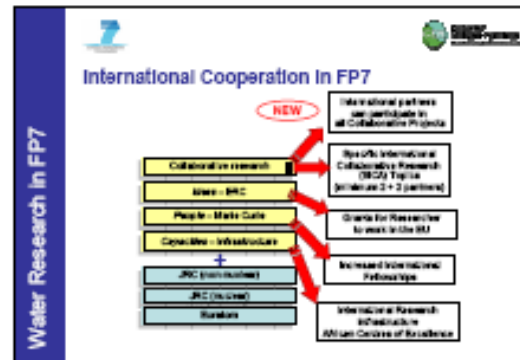 7
International Cooperation in FP7
NEW
International partners
can participate in
all Collaborative Projects
Collaborative research
Ideas – ERC
People – Marie Curie
Capacities – Infrastructure
+
JRC (non nuclear)
JRC (nuclear)
Euratom
Specific International
Collaborative Research
Topics
(minimum 2 + 2 partners)
Grants for Researcher
to work in the EU
Increased International
Fellowships
International Research
Infrastructure
African Centres of Excellence
Water Research in FP7